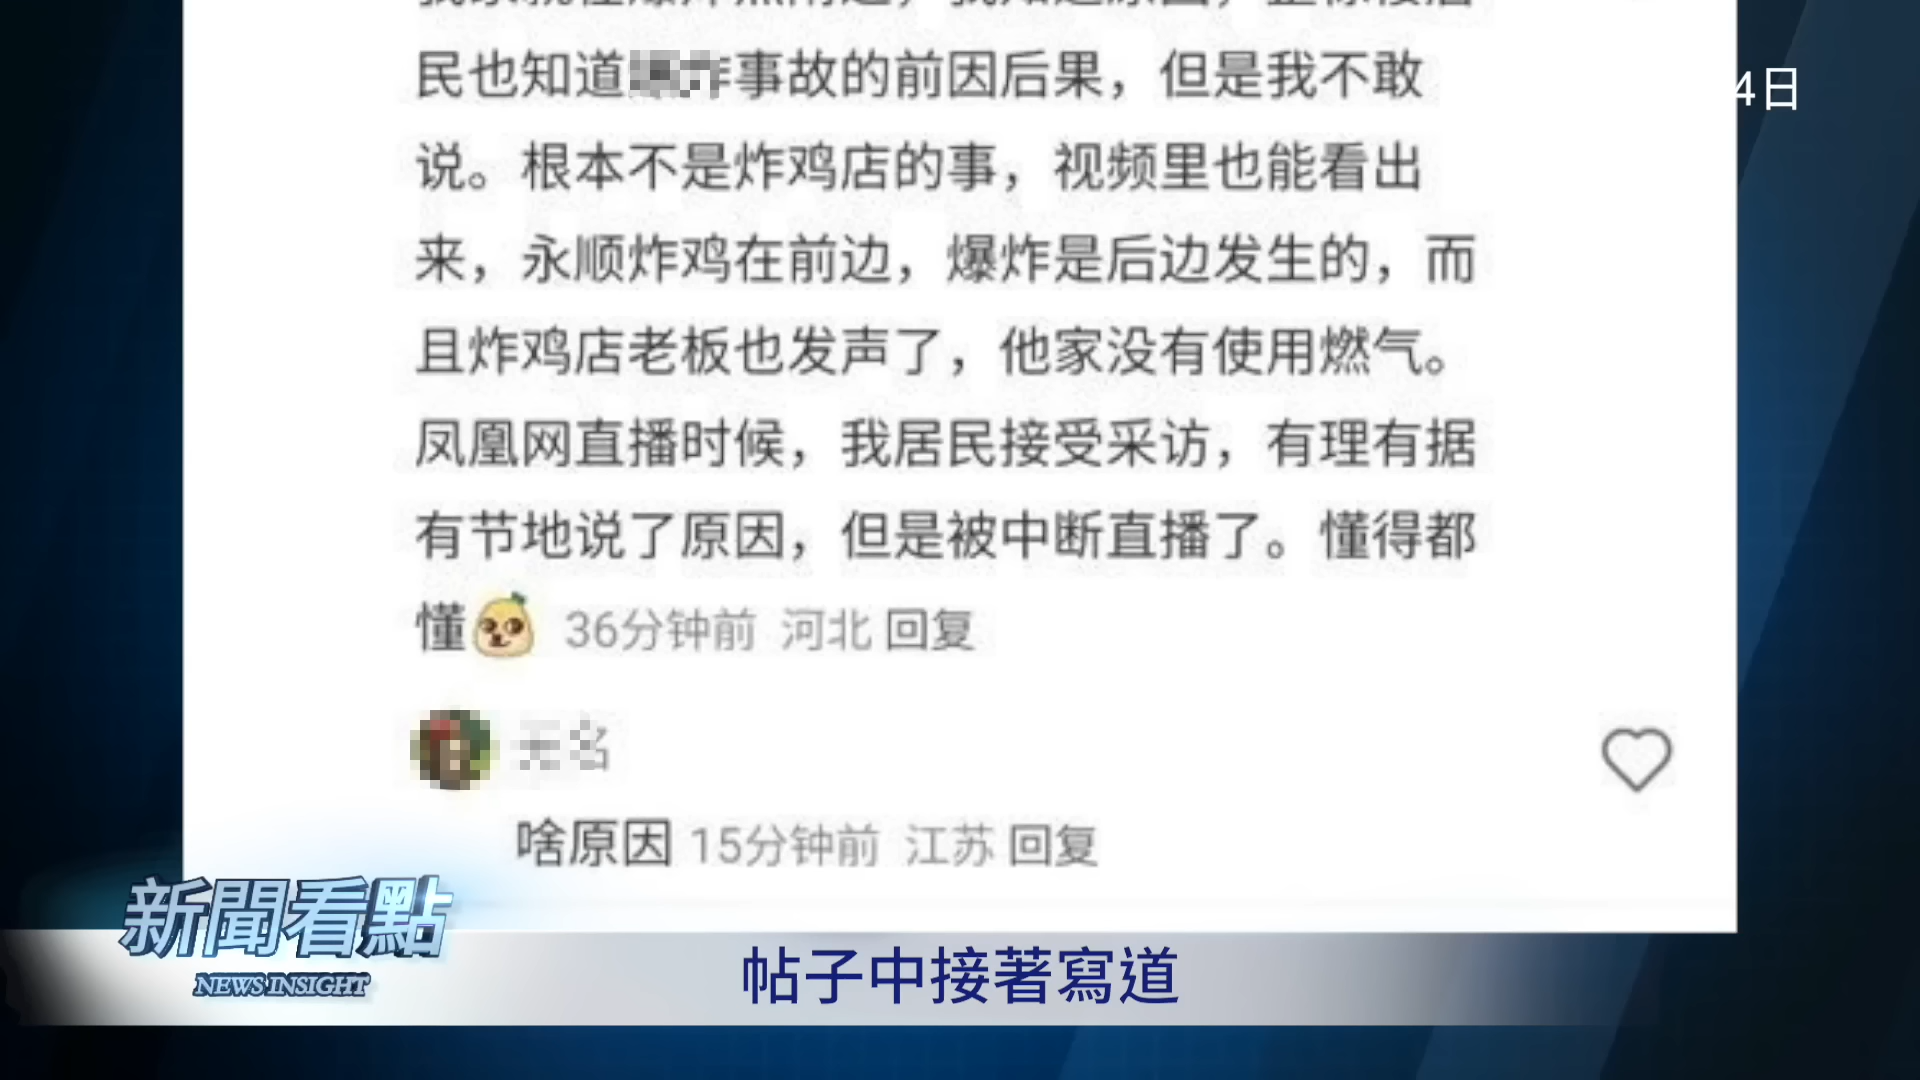 民也知道爆炸事故的前因后果，但是我不敢
4日
说。根本不是炸鸡店的事，视频里也能看出
来，永顺炸鸡在前边，爆炸是后边发生的，而
且炸鸡店老板也发声了，他家没有使用燃气。
凤凰网直播时候，我居民接受采访，有理有据
有节地说了原因，但是被中断直播了。懂得都
懂 36分钟前 河北 回复
啥原因 15分钟前 江苏 回复
新聞看點
NEWS INSIGHT
帖子中接著寫道